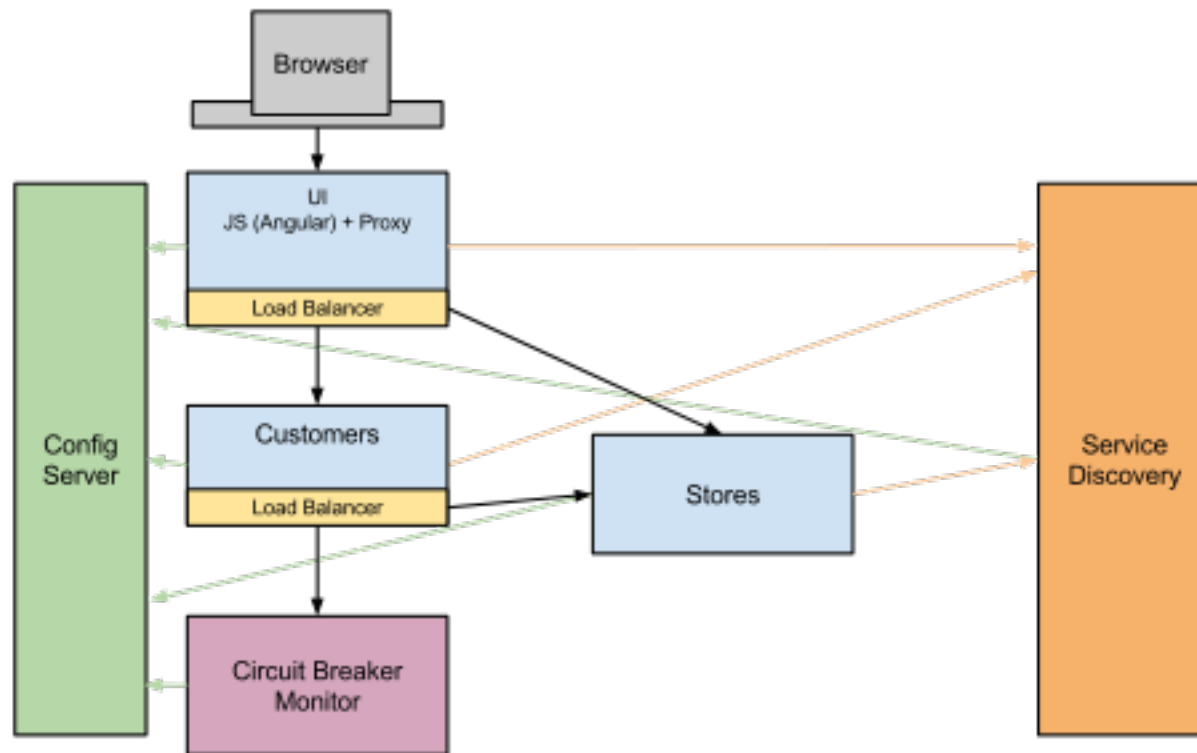 Browser
UI
JS (Angular) + Proxy
Load Balancer
Customers
Load Balancer
Config
Server
Stores
Service
Discovery
Circuit Breaker
Monitor